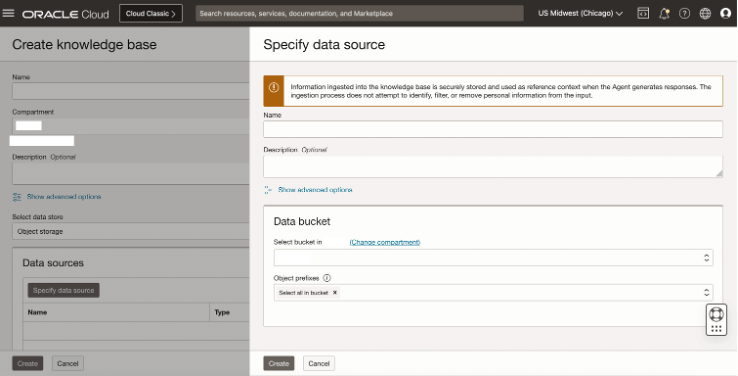 ORACLE Cloud
Cloud Classic >
Search resources, services, documentation, and Marketplace
US Midwest (Chicago)
Create knowledge base
Name
Compartment
Description Optional
Show advanced options
Select data store
Object storage
Data sources
Specify data source
Name
Type
Create
Cancel
Specify data source
Information ingested into the knowledge base is securely stored and used as reference context when the Agent generates responses. The
ingestion process does not attempt to identify, filter, or remove personal information from the input.
Name
Description Optional
Show advanced options
Data bucket
Select bucket in
(Change compartment)
Object prefixes
Select all in bucket ×
Create
Cancel